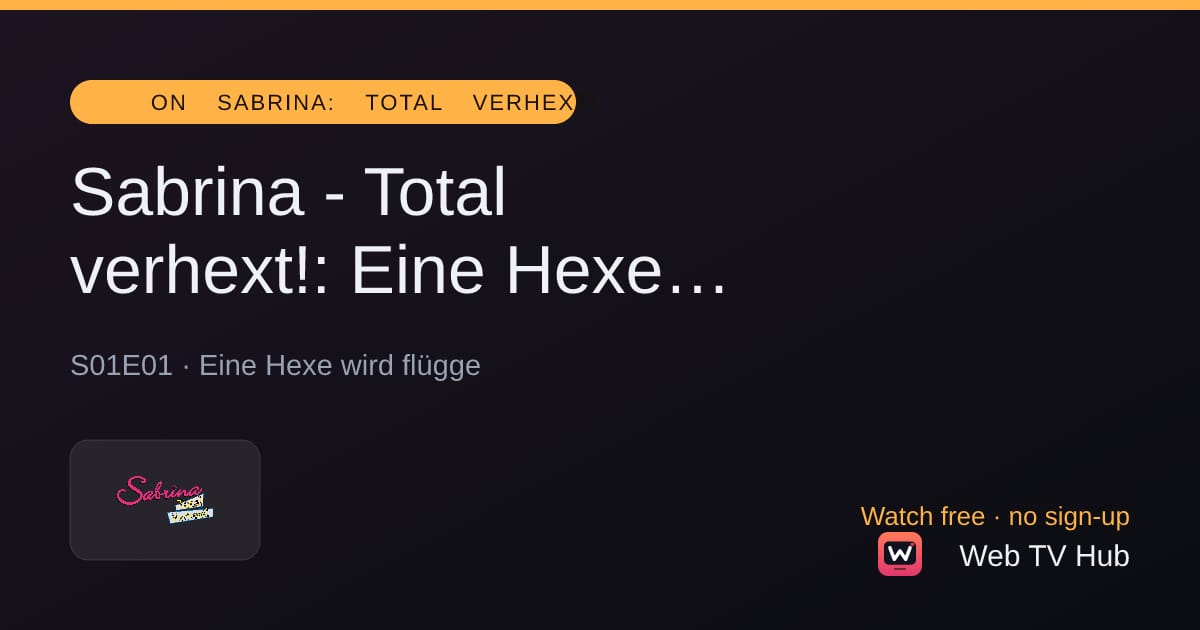 ON SABRINA: TOTAL VERHEX
Sabrina - Total
verhext!: Eine Hexe…
S01E01 · Eine Hexe wird flügge
Sabrina
Watch free · no sign-up
W
Web TV Hub